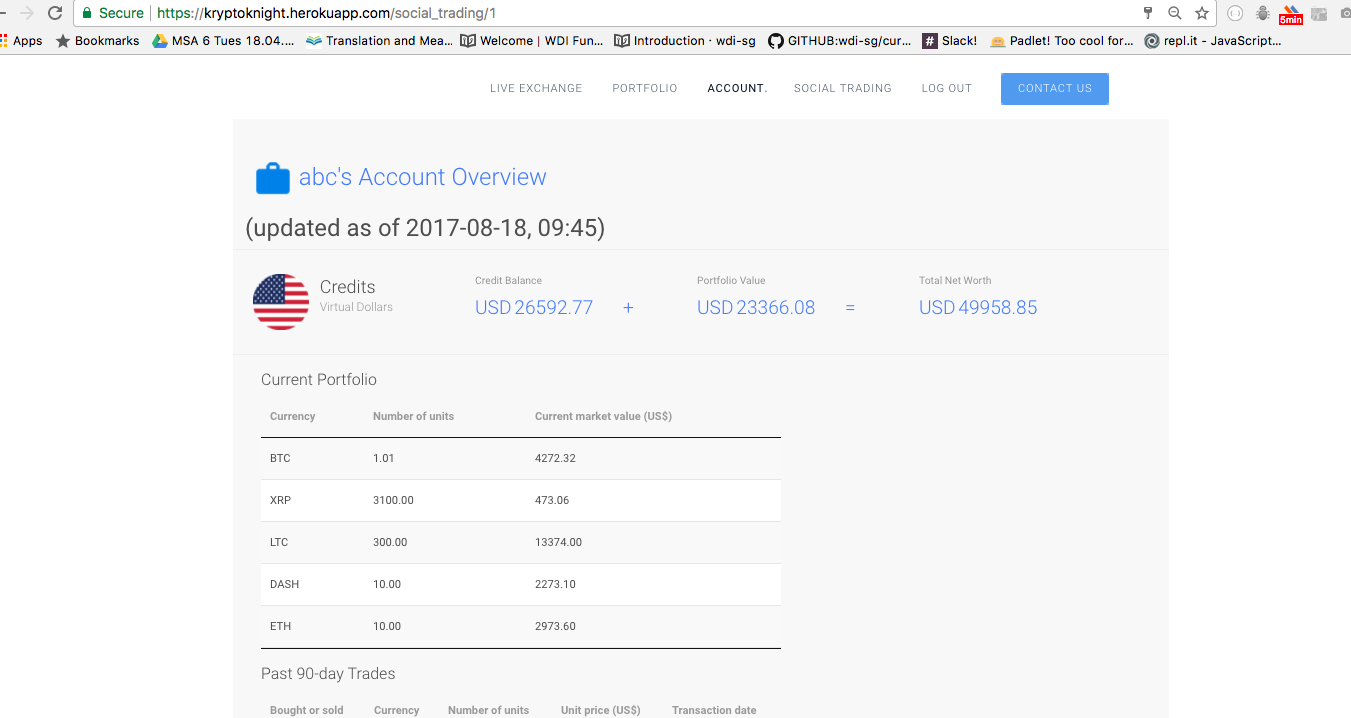 Secure https://kryptoknight.herokuapp.com/social_trading/1
5min
Apps Bookmarks MSA 6 Tues 18.04.... Translation and Mea... Welcome | WDI Fun... Introduction · wdi-sg GITHUB:wdi-sg/cur... # Slack! Padlet! Too cool for... repl.it - JavaScript...
LIVE EXCHANGE PORTFOLIO ACCOUNT. SOCIAL TRADING LOG OUT CONTACT US
abc's Account Overview
(updated as of 2017-08-18, 09:45)
Credits
Virtual Dollars
Credit Balance Portfolio Value Total Net Worth
USD 26592.77 + USD 23366.08 = USD 49958.85
Current Portfolio
Currency Number of units Current market value (US$)
BTC 1.01 4272.32
XRP 3100.00 473.06
LTC 300.00 13374.00
DASH 10.00 2273.10
ETH 10.00 2973.60
Past 90-day Trades
Bought or sold Currency Number of units Unit price (US$) Transaction date